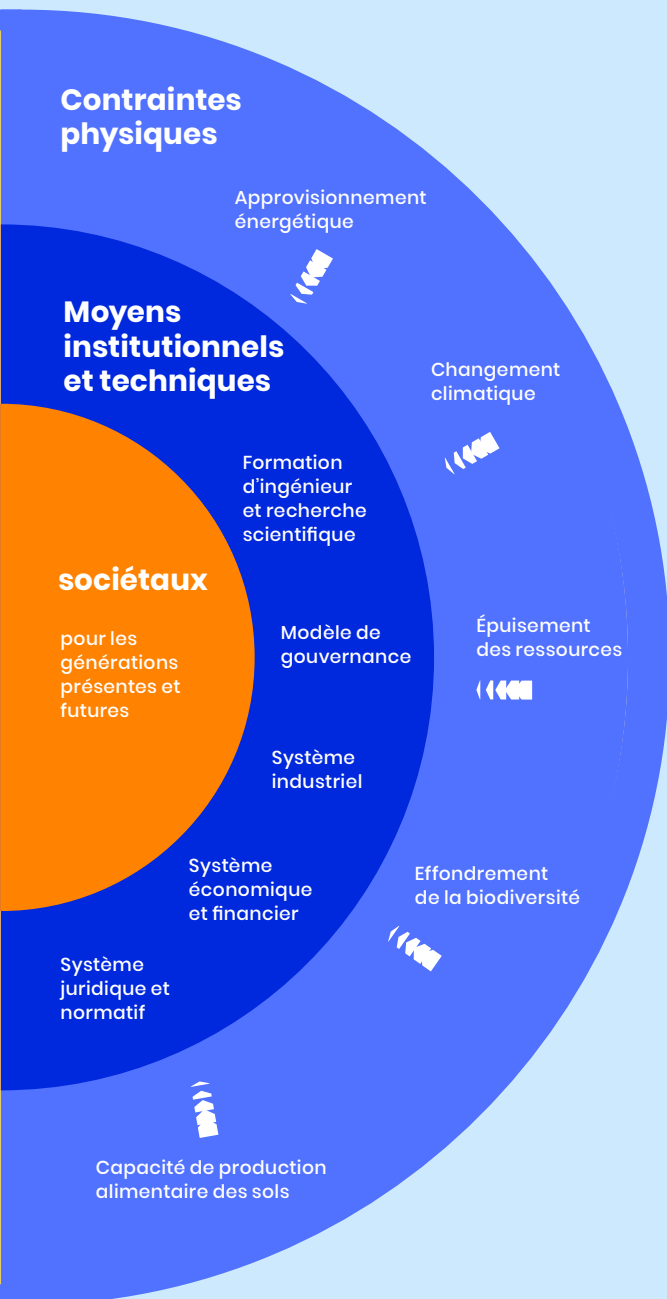 Contraintes
physiques
Approvisionnement
énergétique
Moyens
institutionnels
et techniques
Changement
climatique
Formation
d’ingénieur
et recherche
scientifique
sociétaux
pour les
générations
présentes et
futures
Modèle de
gouvernance
Épuisement
des ressources
Système
industriel
Système
économique
et financier
Effondrement
de la biodiversité
Système
juridique et
normatif
Capacité de production
alimentaire des sols